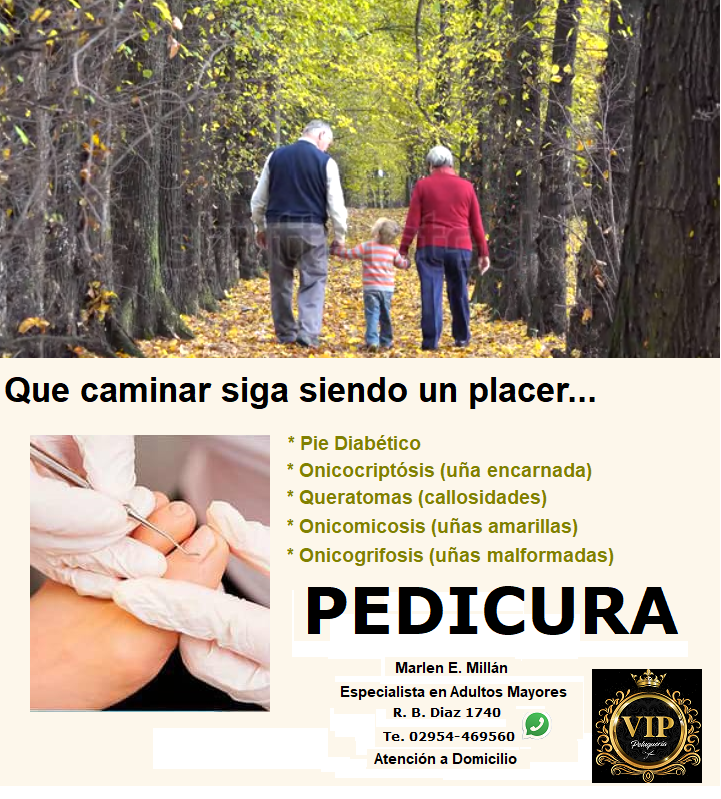 Que caminar siga siendo un placer...
* Pie Diabético
* Onicocriptósis (uña encarnada)
* Queratomas (callosidades)
* Onicomicosis (uñas amarillas)
* Onicogrifosis (uñas malformadas)
PEDICURA
Marlen E. Millán
Especialista en Adultos Mayores
R. B. Diaz 1740
Te. 02954-469560
Atención a Domicilio
VIP
Peluquería